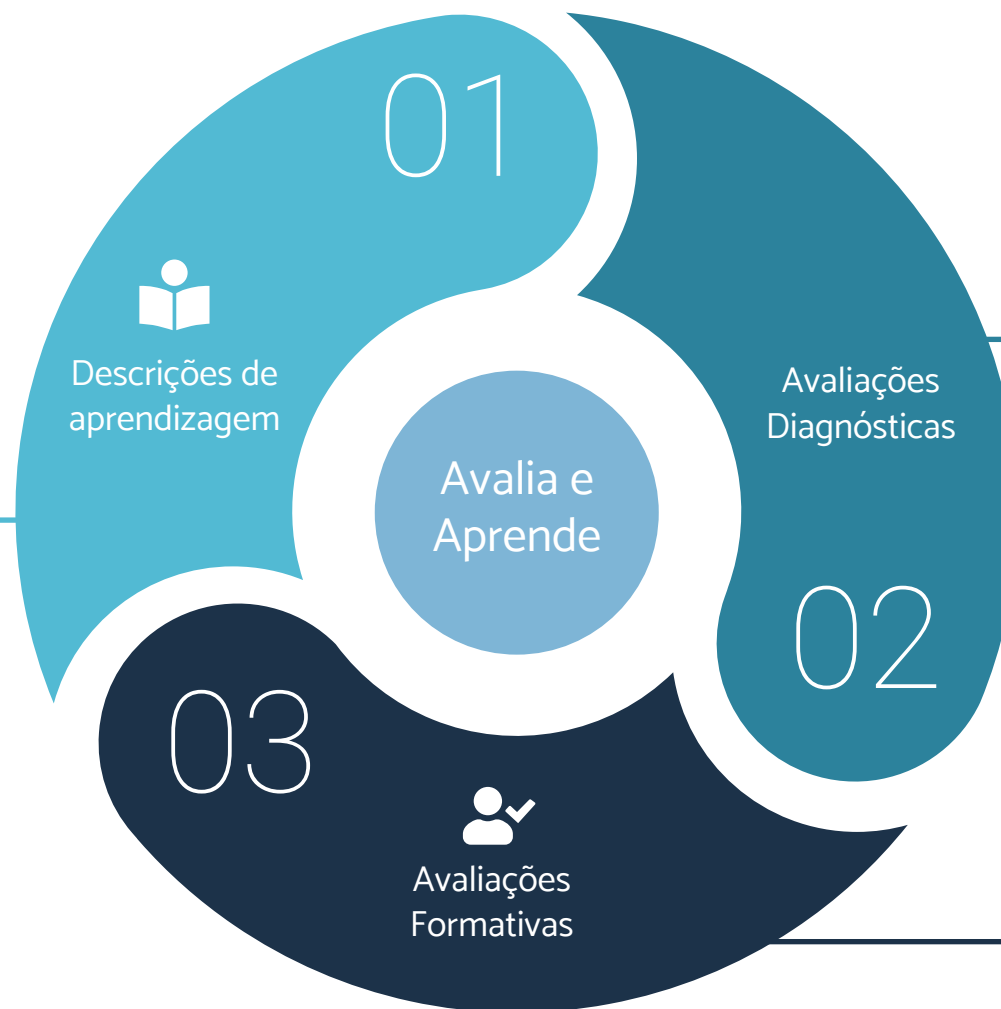 01
Descrições de
aprendizagem
Avaliações
Diagnósticas
02
Avalia e
Aprende
03
Avaliações
Formativas